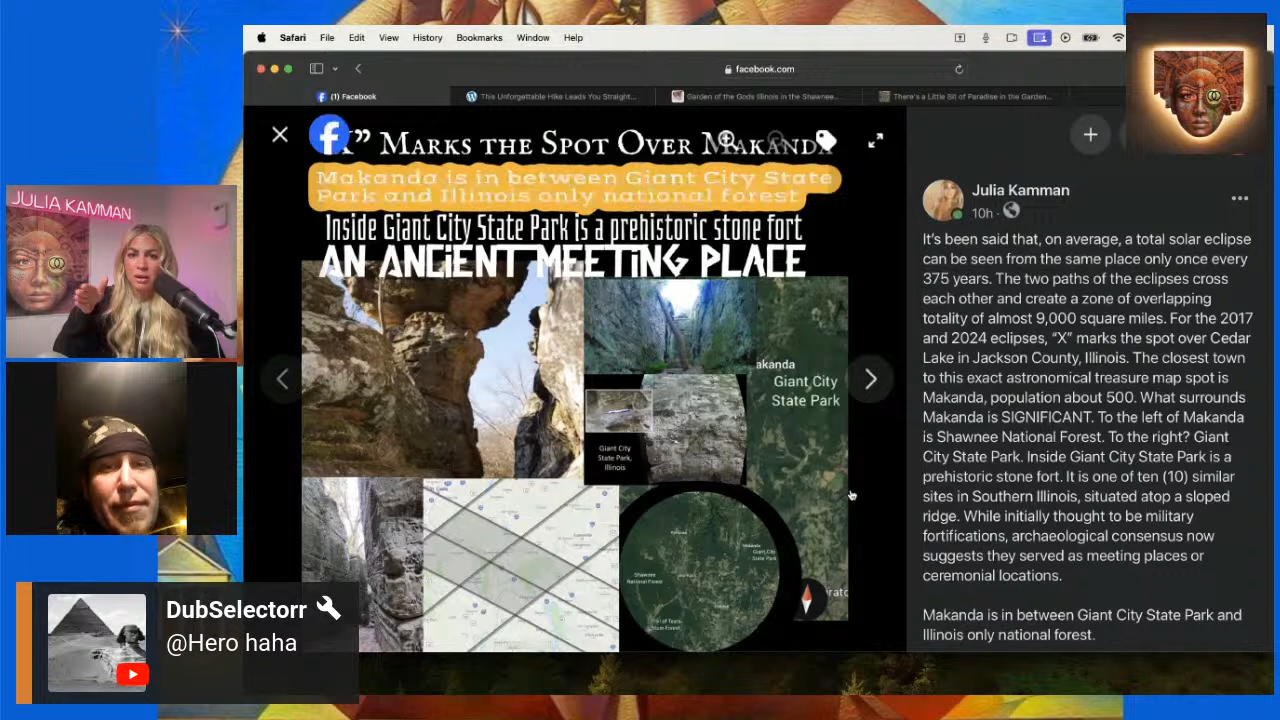 Safari File Edit View History Bookmarks Window Help
facebook.com
(1) Facebook
This Unforgettable Hike Leads You Straight...
Garden of the Gods Illinois in the Shawnee...
There's a Little Bit of Paradise in the Garden...
X” Marks the Spot Over Makanda
Makanda is in between Giant City State
Park and Illinois only national forest
Inside Giant City State Park is a prehistoric stone fort
AN ANCIENT MEETING PLACE
akanda
Giant City
State Park
Giant City
State Park,
Illinois
Makanda
Giant City
State Park
Shawnee
National Forest
Julia Kamman
10h ·
It's been said that, on average, a total solar eclipse
can be seen from the same place only once every
375 years. The two paths of the eclipses cross
each other and create a zone of overlapping
totality of almost 9,000 square miles. For the 2017
and 2024 eclipses, “X” marks the spot over Cedar
Lake in Jackson County, Illinois. The closest town
to this exact astronomical treasure map spot is
Makanda, population about 500. What surrounds
Makanda is SIGNIFICANT. To the left of Makanda
is Shawnee National Forest. To the right? Giant
City State Park. Inside Giant City State Park is a
prehistoric stone fort. It is one of ten (10) similar
sites in Southern Illinois, situated atop a sloped
ridge. While initially thought to be military
fortifications, archaeological consensus now
suggests they served as meeting places or
ceremonial locations.
Makanda is in between Giant City State Park and
Illinois only national forest.
JULIA KAMMAN
DubSelectorr
@Hero haha